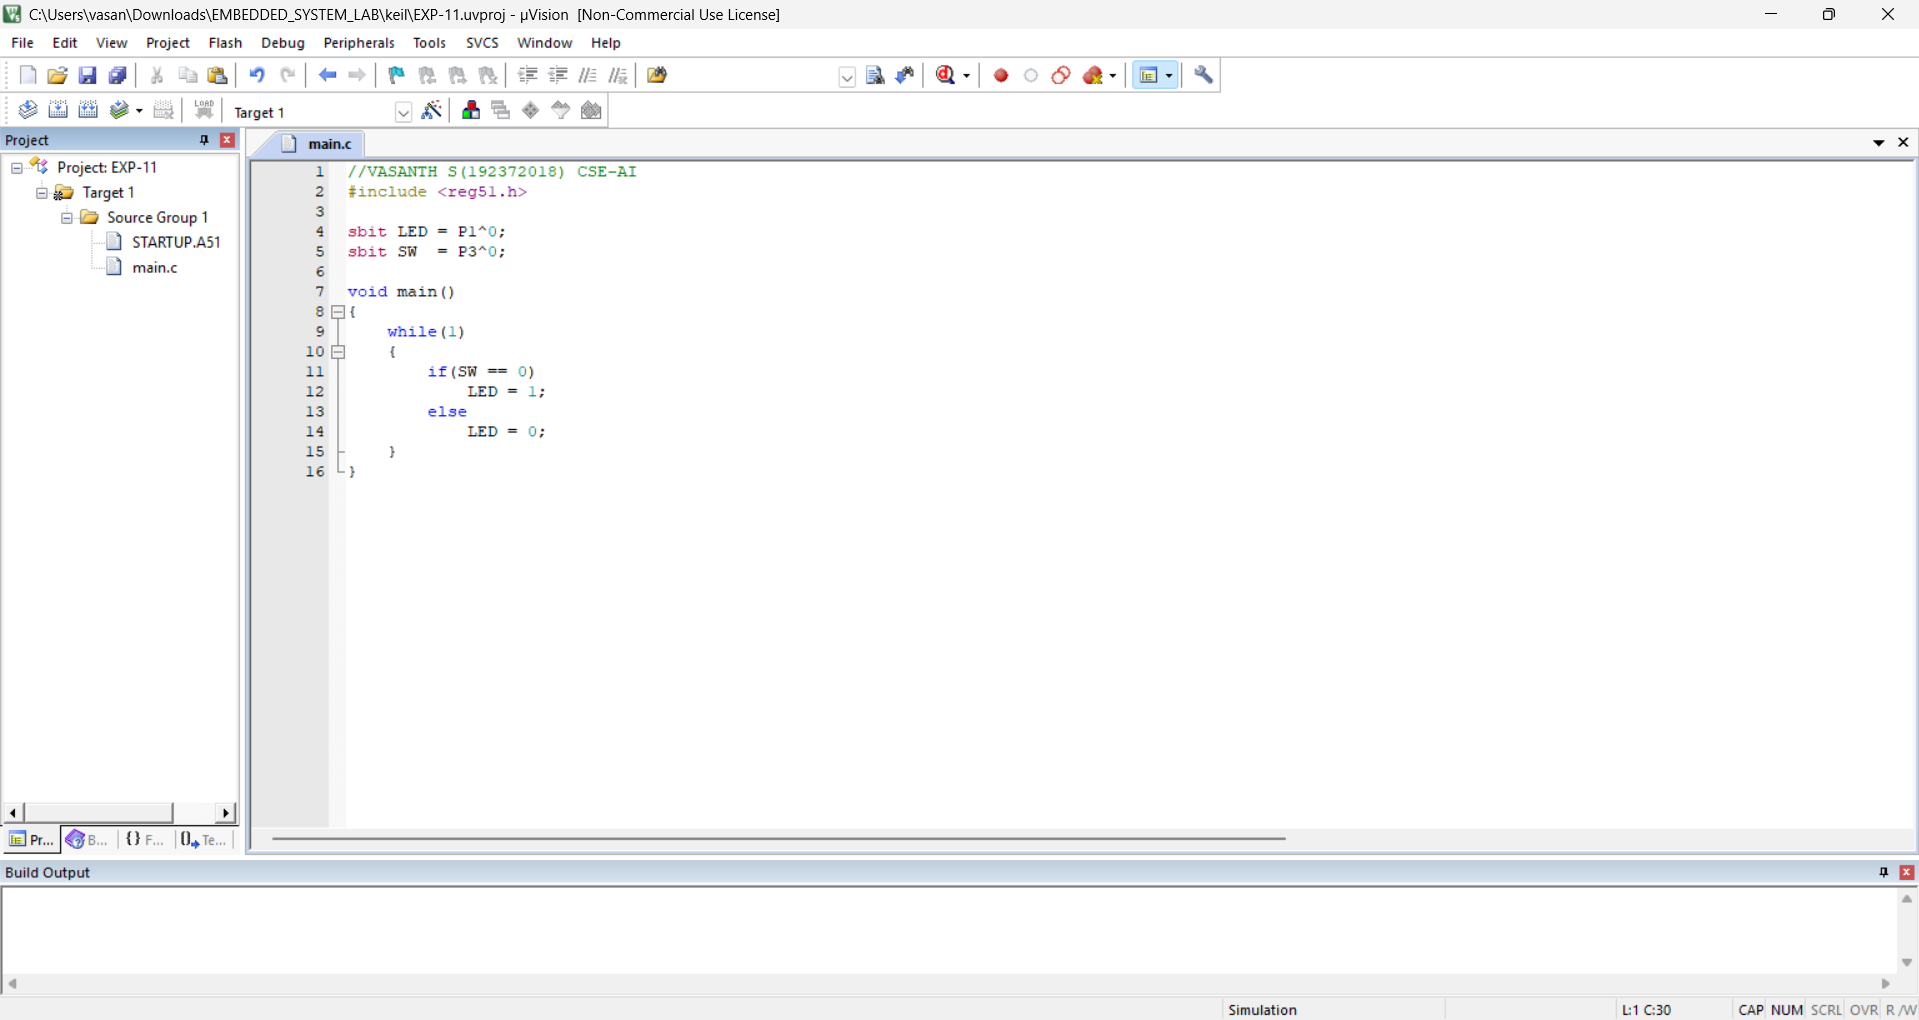 C:\Users\vasan\Downloads\EMBEDDED_SYSTEM_LAB\keil\EXP-11.uvproj - µVision  [Non-Commercial Use License]
File Edit View Project Flash Debug Peripherals Tools SVCS Window Help
LOAD Target 1
Project
Project: EXP-11
Target 1
Source Group 1
STARTUP.A51
main.c
Pr... B... {} F... 0 Te...
main.c
1 //VASANTH S(192372018) CSE-AI
2 #include <reg51.h>
3
4 sbit LED = P1^0;
5 sbit SW  = P3^0;
6
7 void main()
8 {
9     while(1)
10     {
11         if(SW == 0)
12             LED = 1;
13         else
14             LED = 0;
15     }
16 }
Build Output
Simulation L:1 C:30 CAP NUM SCRL OVR R/W